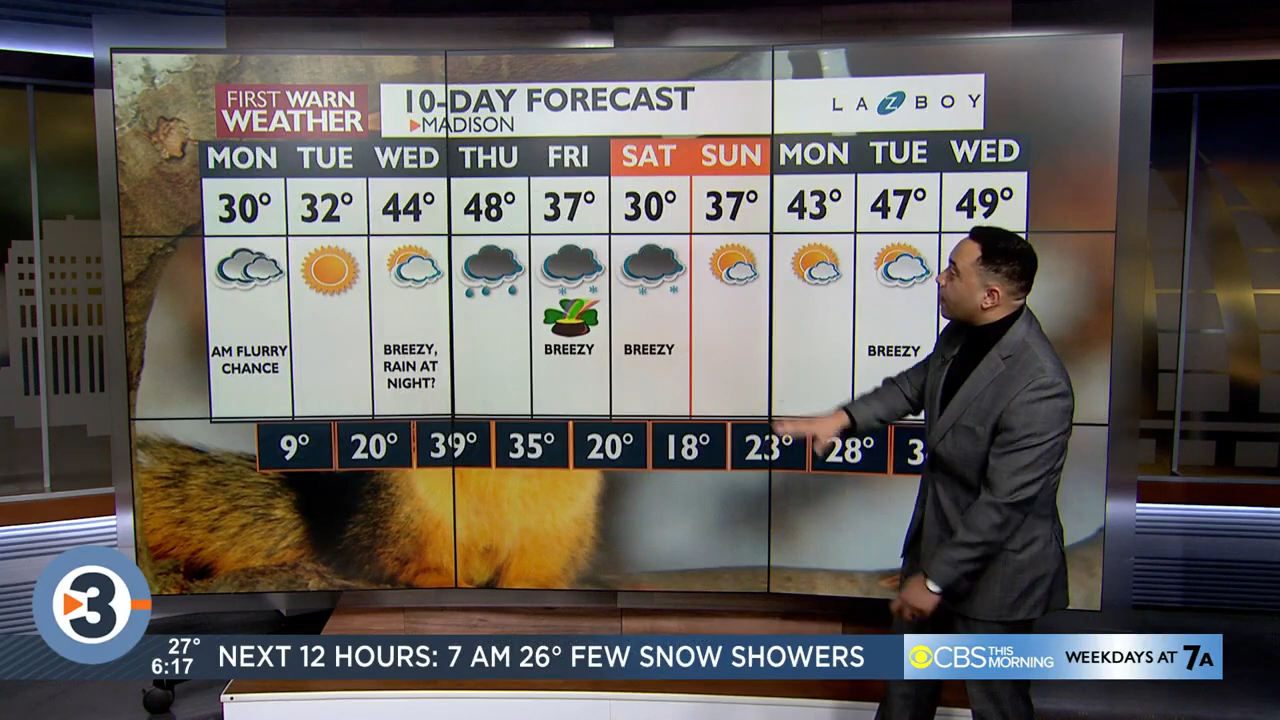 FIRST WARN
WEATHER
10-DAY FORECAST
MADISON
LA Z BOY
MON TUE WED THU FRI SAT SUN MON TUE WED
30° 32° 44° 48° 37° 30° 37° 43° 47° 49°
AM FLURRY
CHANCE
BREEZY,
RAIN AT
NIGHT?
BREEZY
BREEZY
BREEZY
9° 20° 39° 35° 20° 18° 23° 28° 3
3
27°
6:17
NEXT 12 HOURS: 7 AM 26° FEW SNOW SHOWERS
CBS THIS MORNING
WEEKDAYS AT 7A